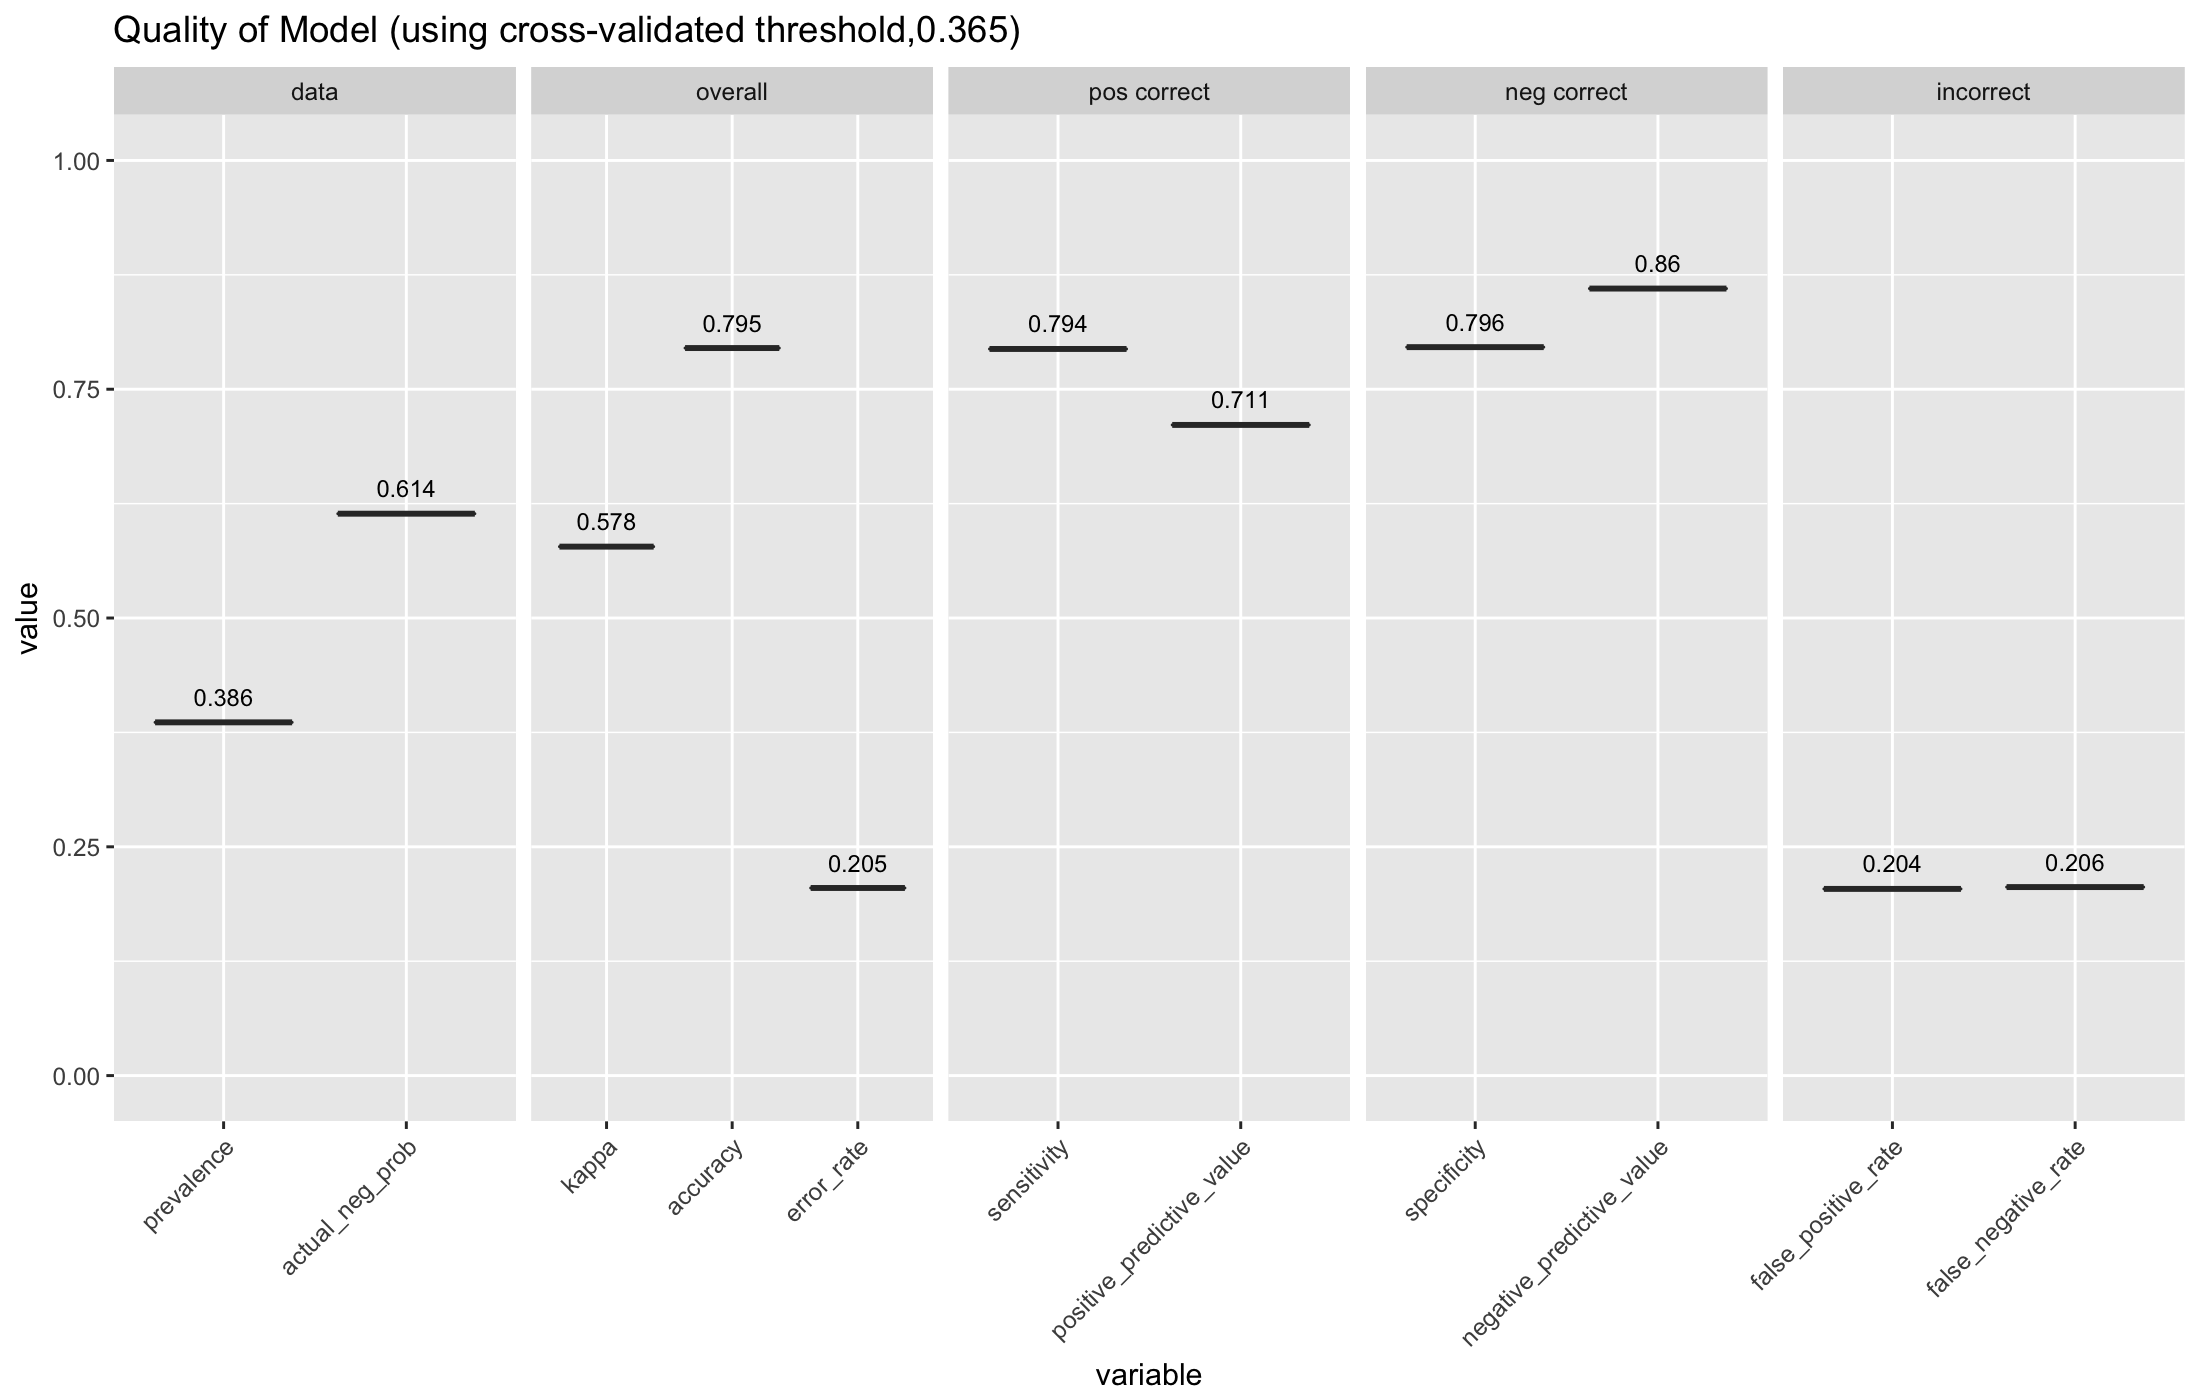 Quality of Model (using cross-validated threshold,0.365)
data
overall
pos correct
neg correct
incorrect
value
1.00
0.75
0.50
0.25
0.00
0.386
0.614
0.578
0.795
0.205
0.794
0.711
0.796
0.86
0.204
0.206
prevalence
actual_neg_prob
kappa
accuracy
error_rate
sensitivity
positive_predictive_value
specificity
negative_predictive_value
false_positive_rate
false_negative_rate
variable